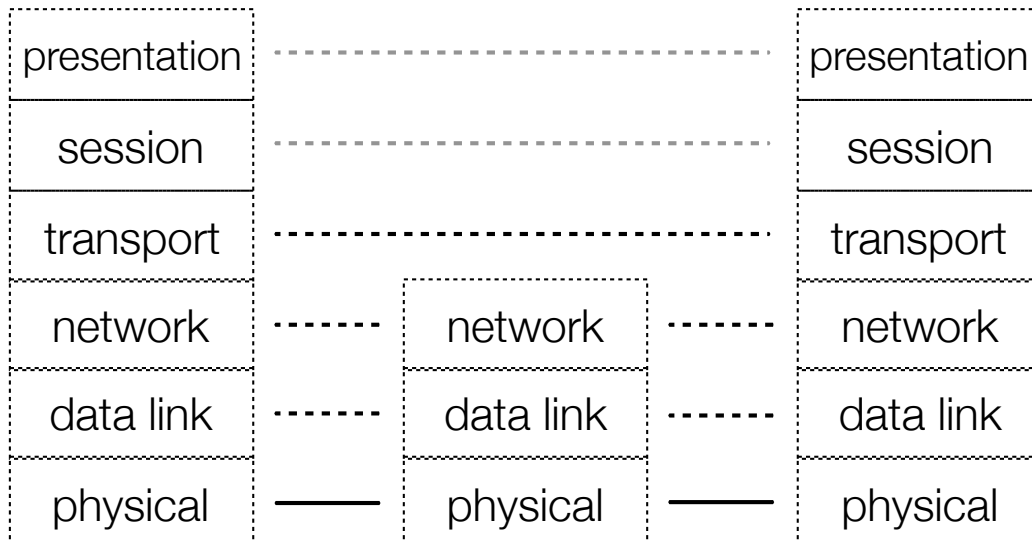 presentation presentation
session session
transport transport
network network network
data link data link data link
physical physical physical